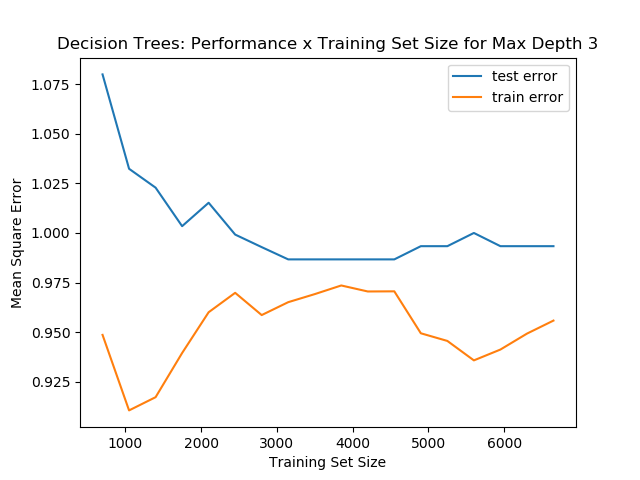 Decision Trees: Performance x Training Set Size for Max Depth 3
test error
train error
Mean Square Error
1.075
1.050
1.025
1.000
0.975
0.950
0.925
1000 2000 3000 4000 5000 6000
Training Set Size